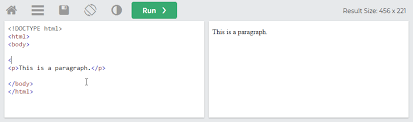 Run ❯
Result Size: 456 x 221
<!DOCTYPE html>
<html>
<body>
<
<p>This is a paragraph.</p>
</body>
</html>
This is a paragraph.